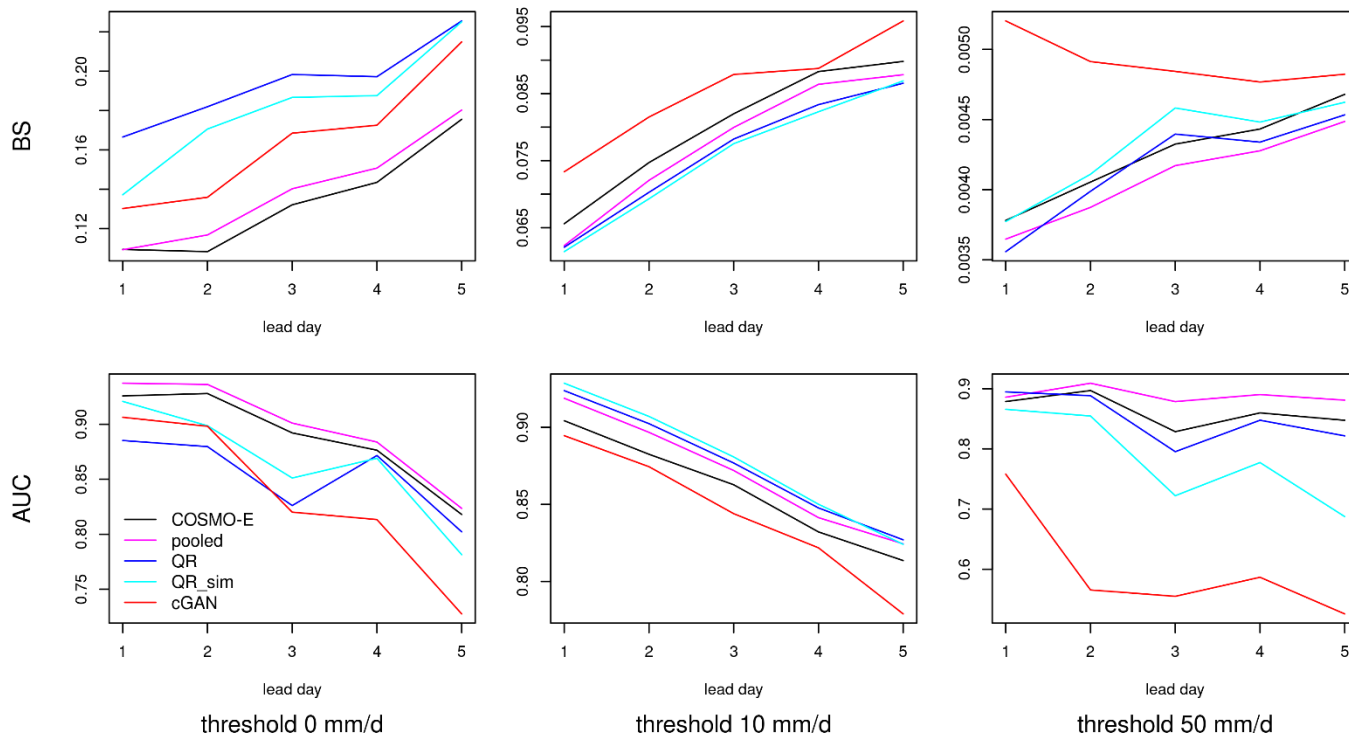 BS
0.20
0.16
0.12
1 2 3 4 5
lead day
0.095
0.085
0.075
0.065
1 2 3 4 5
lead day
0.0050
0.0045
0.0040
0.0035
1 2 3 4 5
lead day
AUC
0.90
0.85
0.80
0.75
COSMO-E
pooled
QR
QR_sim
cGAN
1 2 3 4 5
lead day
threshold 0 mm/d
0.90
0.85
0.80
1 2 3 4 5
lead day
threshold 10 mm/d
0.9
0.8
0.7
0.6
1 2 3 4 5
lead day
threshold 50 mm/d